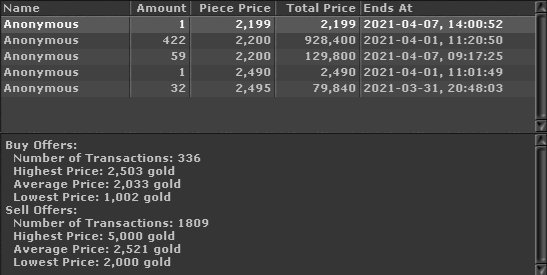 Name Amount Piece Price Total Price Ends At
Anonymous 1 2,199 2,199 2021-04-07, 14:00:52
Anonymous 422 2,200 928,400 2021-04-01, 11:20:50
Anonymous 59 2,200 129,800 2021-04-07, 09:17:25
Anonymous 1 2,490 2,490 2021-04-01, 11:01:49
Anonymous 32 2,495 79,840 2021-03-31, 20:48:03
Buy Offers:
Number of Transactions: 336
Highest Price: 2,503 gold
Average Price: 2,033 gold
Lowest Price: 1,002 gold
Sell Offers:
Number of Transactions: 1809
Highest Price: 5,000 gold
Average Price: 2,521 gold
Lowest Price: 2,000 gold